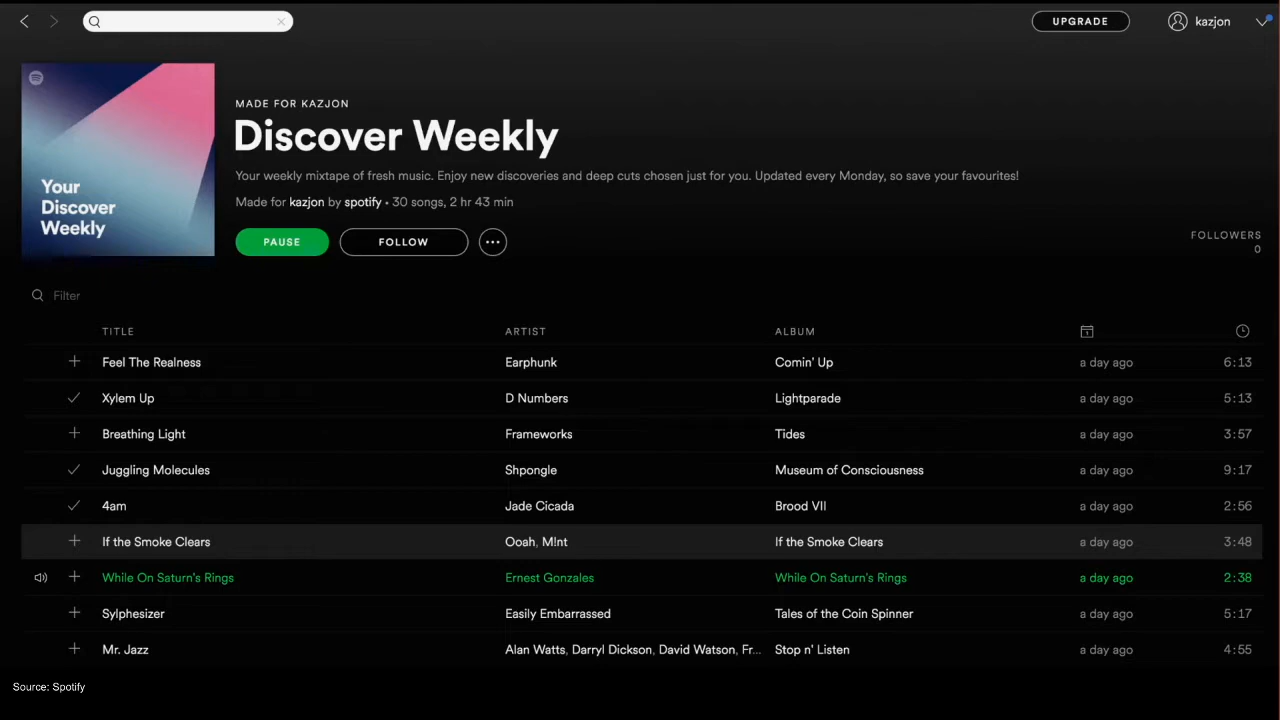 UPGRADE kazjon
MADE FOR KAZJON
Discover Weekly
Your weekly mixtape of fresh music. Enjoy new discoveries and deep cuts chosen just for you. Updated every Monday, so save your favourites!
Made for kazjon by spotify • 30 songs, 2 hr 43 min
Your
Discover
Weekly
PAUSE FOLLOW
FOLLOWERS
0
Filter
TITLE ARTIST ALBUM
Feel The Realness Earphunk Comin' Up a day ago 6:13
Xylem Up D Numbers Lightparade a day ago 5:13
Breathing Light Frameworks Tides a day ago 3:57
Juggling Molecules Shpongle Museum of Consciousness a day ago 9:17
4am Jade Cicada Brood VII a day ago 2:56
If the Smoke Clears Ooah, M!nt If the Smoke Clears a day ago 3:48
While On Saturn's Rings Ernest Gonzales While On Saturn's Rings a day ago 2:38
Sylphesizer Easily Embarrassed Tales of the Coin Spinner a day ago 5:17
Mr. Jazz Alan Watts, Darryl Dickson, David Watson, Fr... Stop n' Listen a day ago 4:55
Source: Spotify